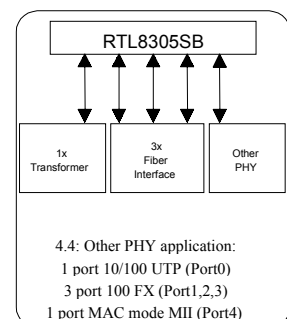 RTL8305SB
1x
Transformer
3x
Fiber
Interface
Other
PHY
4.4: Other PHY application:
1 port 10/100 UTP (Port0)
3 port 100 FX (Port1,2,3)
1 port MAC mode MII (Port4)